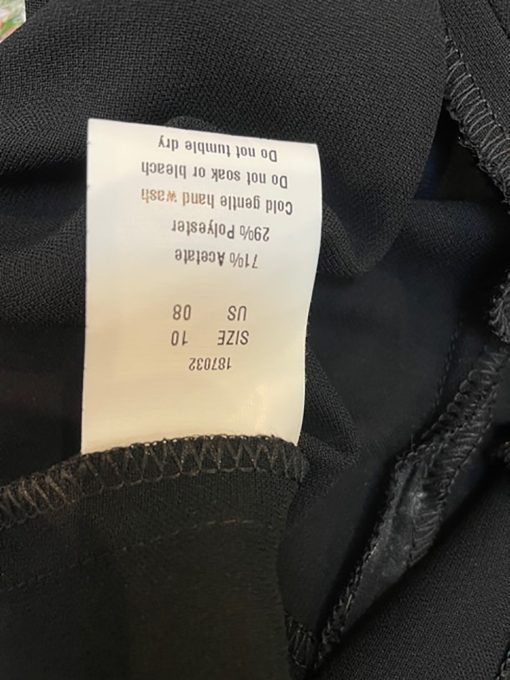 187032
SIZE 10
US 08
71% Acetate
29% Polyester
Cold gentle hand wash
Do not soak or bleach
Do not tumble dry